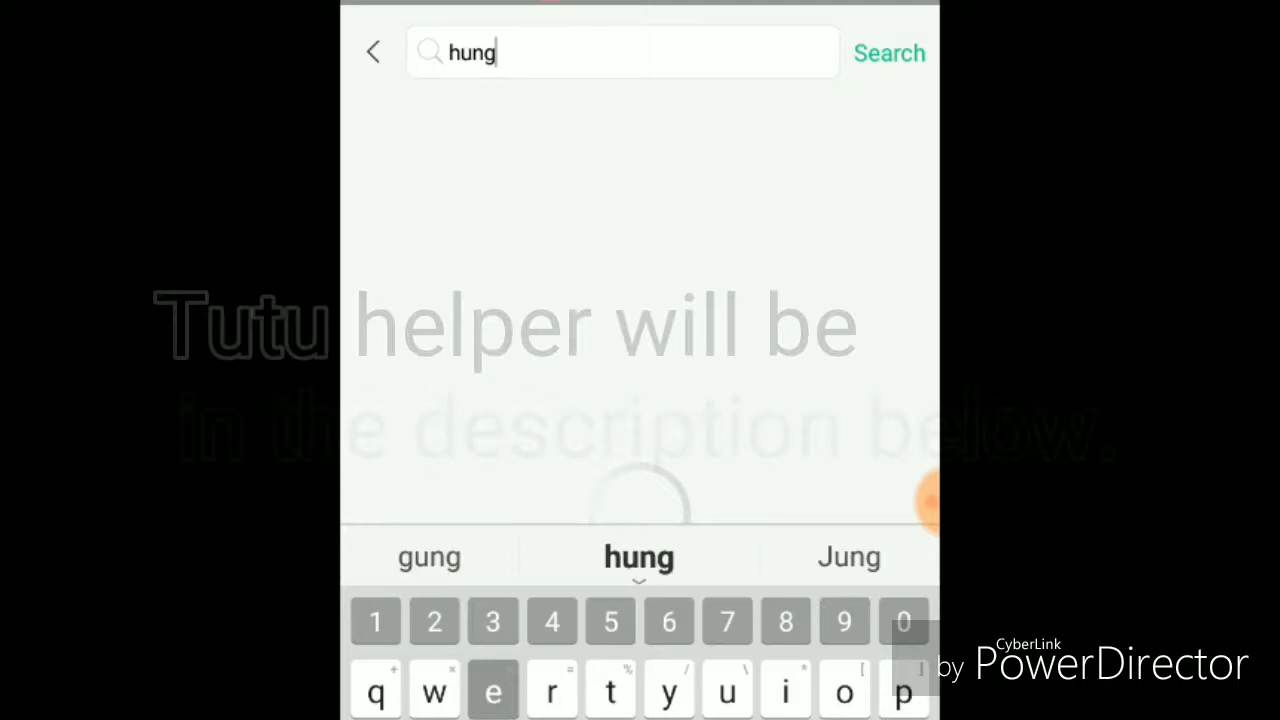 hung
Search
Tutu helper will be
in the description below.
gung hung Jung
1 2 3 4 5 6 7 8 9 0
+ × = % / \ * [ ]
q w e r t y u i o p
CyberLink
by PowerDirector